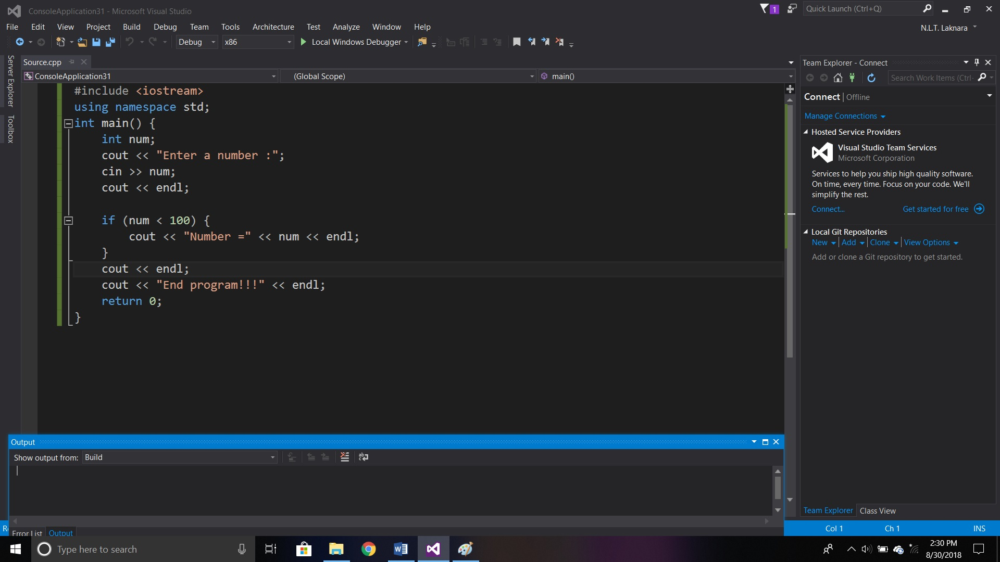 ConsoleApplication31 - Microsoft Visual Studio
1
Quick Launch (Ctrl+Q)
File Edit View Project Build Debug Team Tools Architecture Test Analyze Window Help
N.L.T. Laknara
Debug x86 Local Windows Debugger
Server Explorer
Toolbox
Source.cpp
ConsoleApplication31 (Global Scope) main()
#include <iostream>
using namespace std;
int main() {
    int num;
    cout << "Enter a number :";
    cin >> num;
    cout << endl;
    if (num < 100) {
        cout << "Number =" << num << endl;
    }
    cout << endl;
    cout << "End program!!!" << endl;
    return 0;
}
Output
Show output from: Build
Error List Output
Team Explorer - Connect
Search Work Items (Ctrl-
Connect | Offline
Manage Connections
Hosted Service Providers
Visual Studio Team Services
Microsoft Corporation
Services to help you ship high quality software.
On time, every time. Focus on your code. We'll
simplify the rest.
Connect... Get started for free
Local Git Repositories
New Add Clone View Options
Add or clone a Git repository to get started.
Team Explorer Class View
Col 1 Ch 1 INS
Type here to search
2:30 PM
8/30/2018